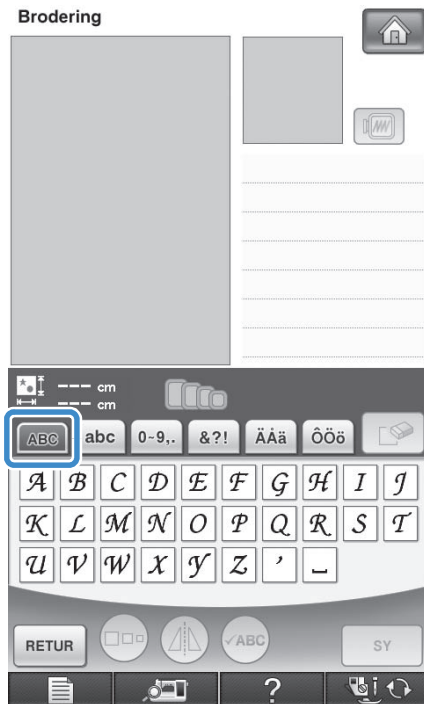 Brodering
--- cm
--- cm
ABC abc 0~9,. &?! ÄÅä ÔÖö
A B C D E F G H I J
K L M N O P Q R S T
U V W X Y Z ’ ⎵
RETUR ✓ABC SY
?